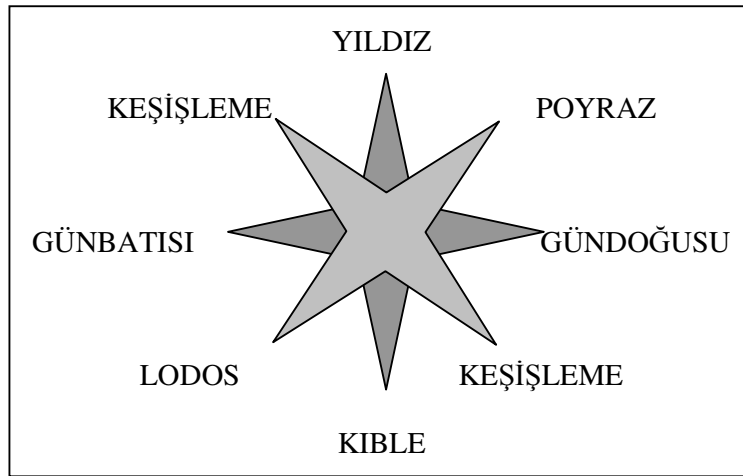 YILDIZ
KEŞİŞLEME
POYRAZ
GÜNBATISI
GÜNDOĞUSU
LODOS
KEŞİŞLEME
KIBLE